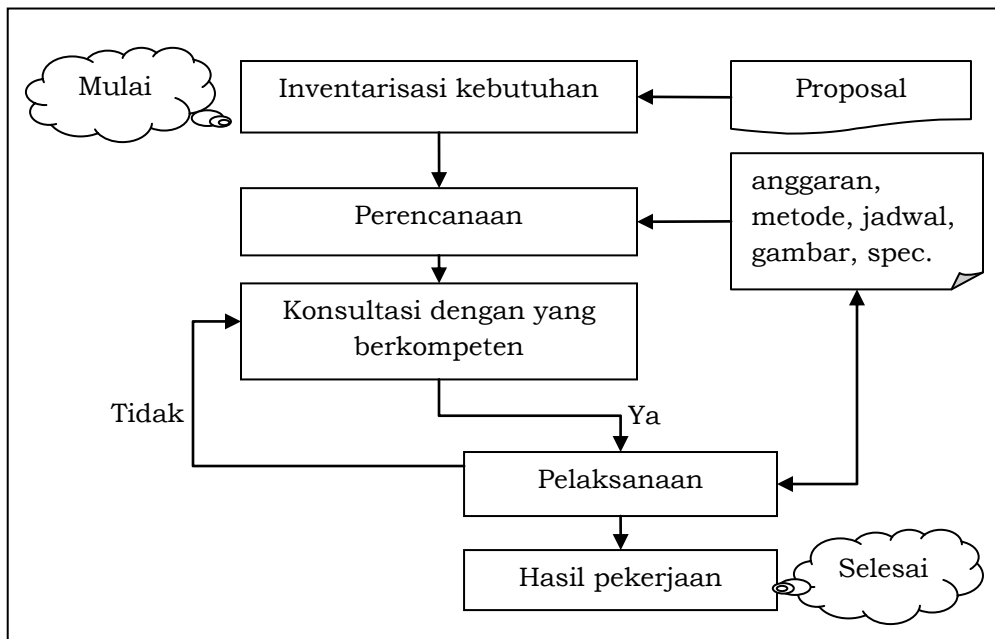 Mulai
Inventarisasi kebutuhan
Proposal
Perencanaan
anggaran,
metode, jadwal,
gambar, spec.
Konsultasi dengan yang
berkompeten
Tidak
Ya
Pelaksanaan
Hasil pekerjaan
Selesai